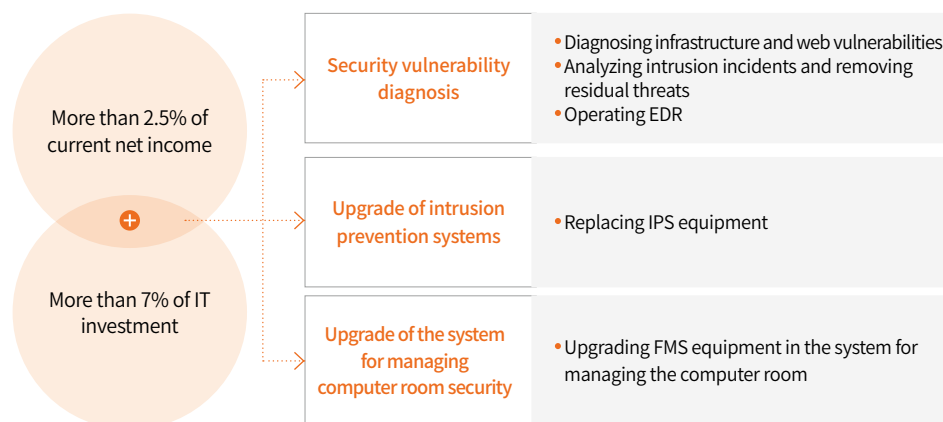 More than 2.5% of
current net income
More than 7% of IT
investment
Security vulnerability
diagnosis
•Diagnosing infrastructure and web vulnerabilities
•Analyzing intrusion incidents and removing
residual threats
•Operating EDR
Upgrade of intrusion
prevention systems
•Replacing IPS equipment
Upgrade of the system
for managing
computer room security
•Upgrading FMS equipment in the system for
managing the computer room